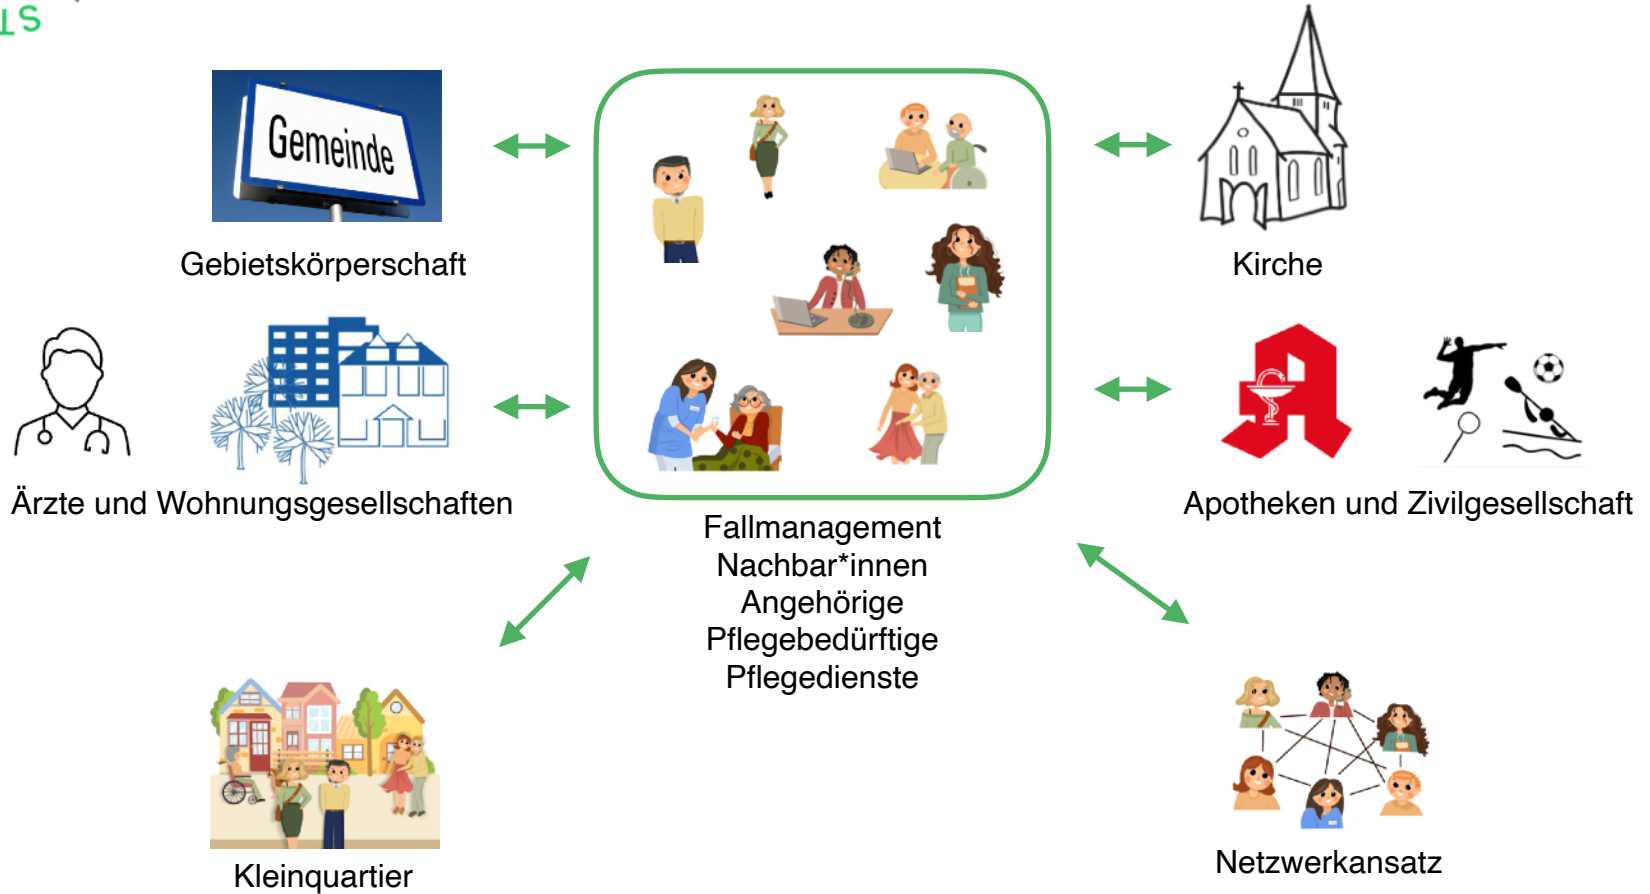 Gemeinde
Gebietskörperschaft
Kirche
Ärzte und Wohnungsgesellschaften
Apotheken und Zivilgesellschaft
Fallmanagement
Nachbar*innen
Angehörige
Pflegebedürftige
Pflegedienste
Kleinquartier
Netzwerkansatz